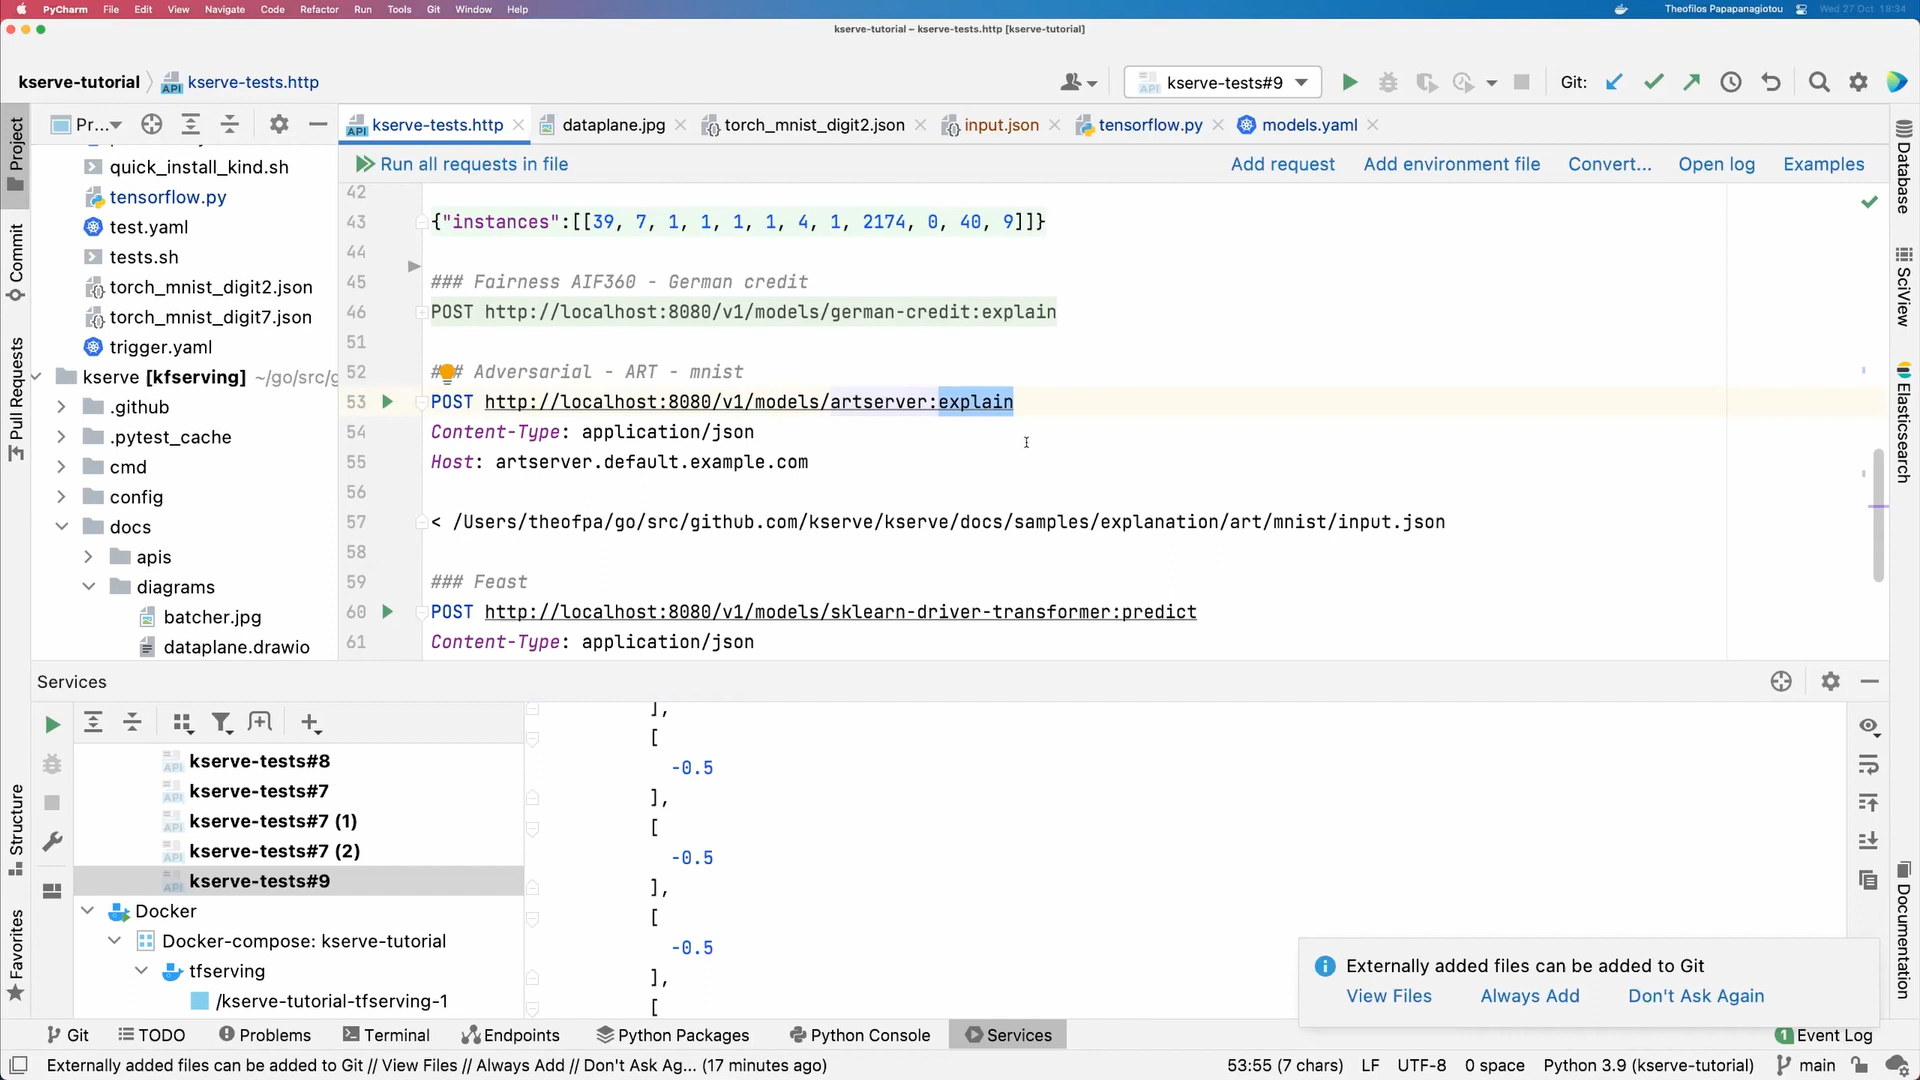 PyCharm File Edit View Navigate Code Refactor Run Tools Git Window Help Theofilos Papapanagiotou Wed 27 Oct 18:34
kserve-tutorial – kserve-tests.http [kserve-tutorial]
kserve-tutorial kserve-tests.http kserve-tests#9 Git:
Pr... kserve-tests.http dataplane.jpg torch_mnist_digit2.json input.json tensorflow.py models.yaml
Run all requests in file Add request Add environment file Convert... Open log Examples
quick_install_kind.sh
tensorflow.py
test.yaml
tests.sh
torch_mnist_digit2.json
torch_mnist_digit7.json
trigger.yaml
kserve [kfserving] ~/go/src/g
.github
.pytest_cache
cmd
config
docs
apis
diagrams
batcher.jpg
dataplane.drawio
42
43 {"instances":[[39, 7, 1, 1, 1, 1, 4, 1, 2174, 0, 40, 9]]}
44
45 ### Fairness AIF360 - German credit
46 POST http://localhost:8080/v1/models/german-credit:explain
51
52 ### Adversarial - ART - mnist
53 POST http://localhost:8080/v1/models/artserver:explain
54 Content-Type: application/json
55 Host: artserver.default.example.com
56
57 < /Users/theofpa/go/src/github.com/kserve/kserve/docs/samples/explanation/art/mnist/input.json
58
59 ### Feast
60 POST http://localhost:8080/v1/models/sklearn-driver-transformer:predict
61 Content-Type: application/json
Project
Commit
Pull Requests
Structure
Favorites
Database
SciView
Elasticsearch
Documentation
Services
kserve-tests#8
kserve-tests#7
kserve-tests#7 (1)
kserve-tests#7 (2)
kserve-tests#9
Docker
Docker-compose: kserve-tutorial
tfserving
/kserve-tutorial-tfserving-1
],
[
-0.5
],
[
-0.5
],
[
-0.5
],
[
Externally added files can be added to Git
View Files Always Add Don't Ask Again
Git TODO Problems Terminal Endpoints Python Packages Python Console Services 1 Event Log
Externally added files can be added to Git // View Files // Always Add // Don't Ask Ag... (17 minutes ago) 53:55 (7 chars) LF UTF-8 0 space Python 3.9 (kserve-tutorial) main